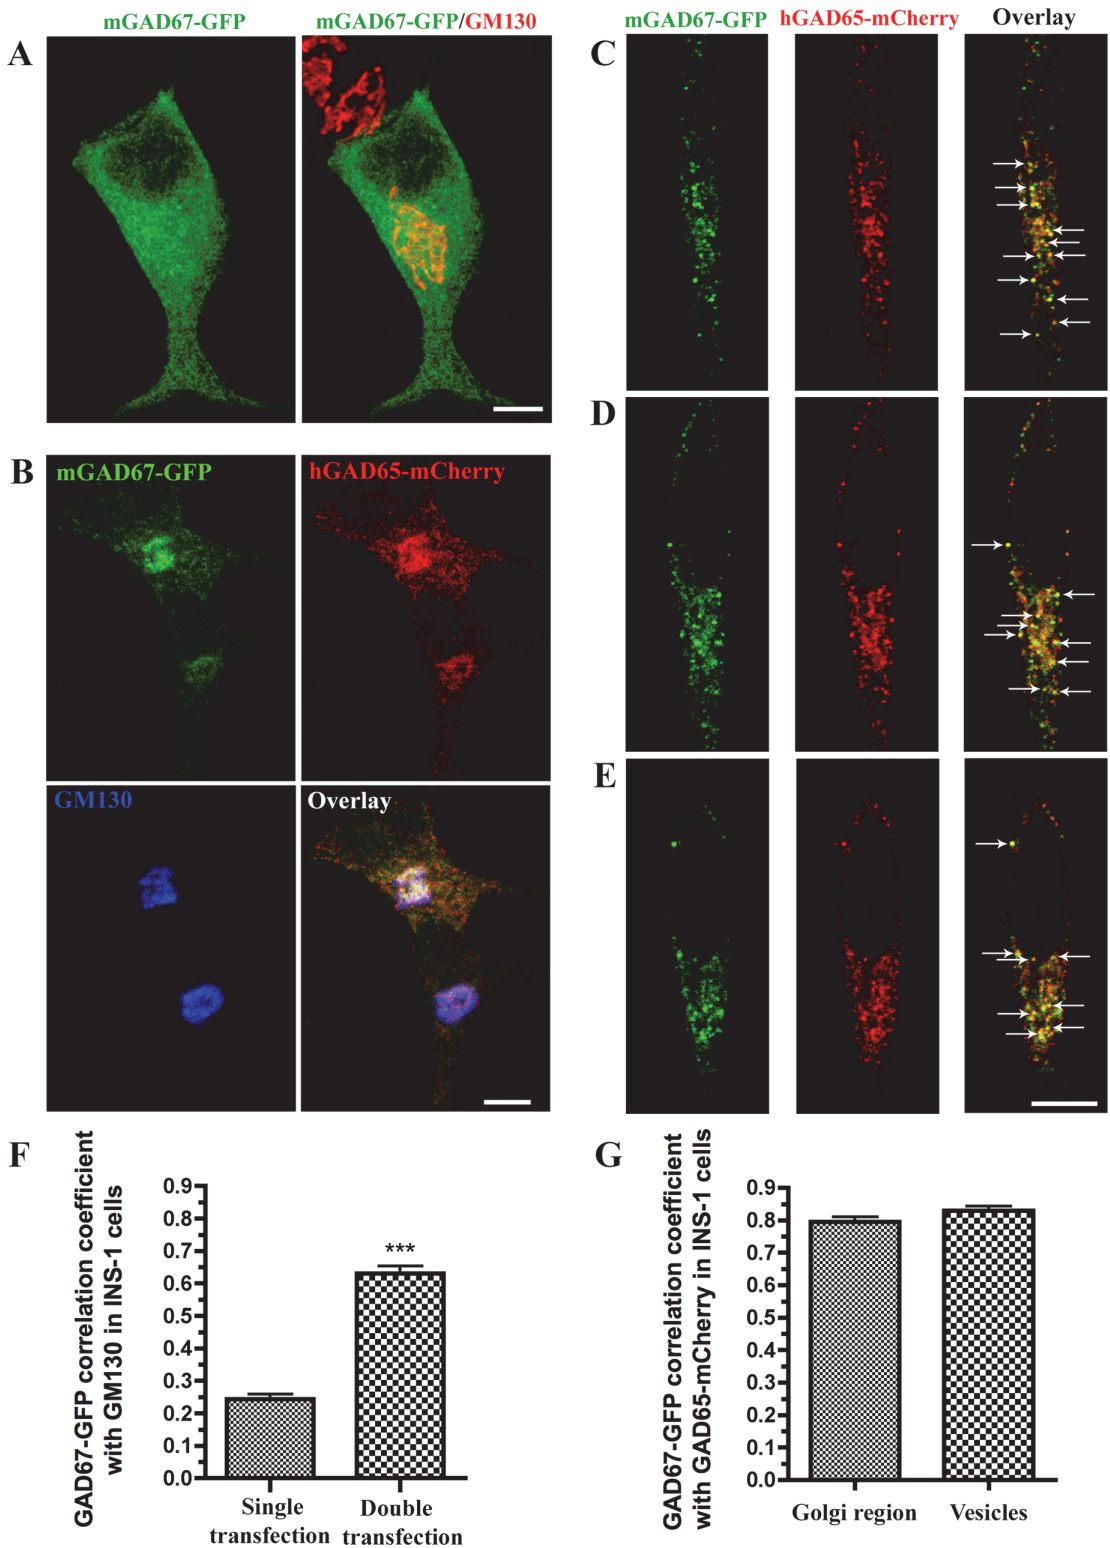 mGAD67-GFP
mGAD67-GFP/GM130
mGAD67-GFP
hGAD65-mCherry
Overlay
A
C
D
B
mGAD67-GFP
hGAD65-mCherry
GM130
Overlay
E
F
GAD67-GFP correlation coefficient
with GM130 in INS-1 cells
0.9
0.8
0.7
0.6
0.5
0.4
0.3
0.2
0.1
0.0
***
Single
transfection
Double
transfection
G
GAD67-GFP correlation coefficient
with GAD65-mCherry in INS-1 cells
0.9
0.8
0.7
0.6
0.5
0.4
0.3
0.2
0.1
0.0
Golgi region
Vesicles